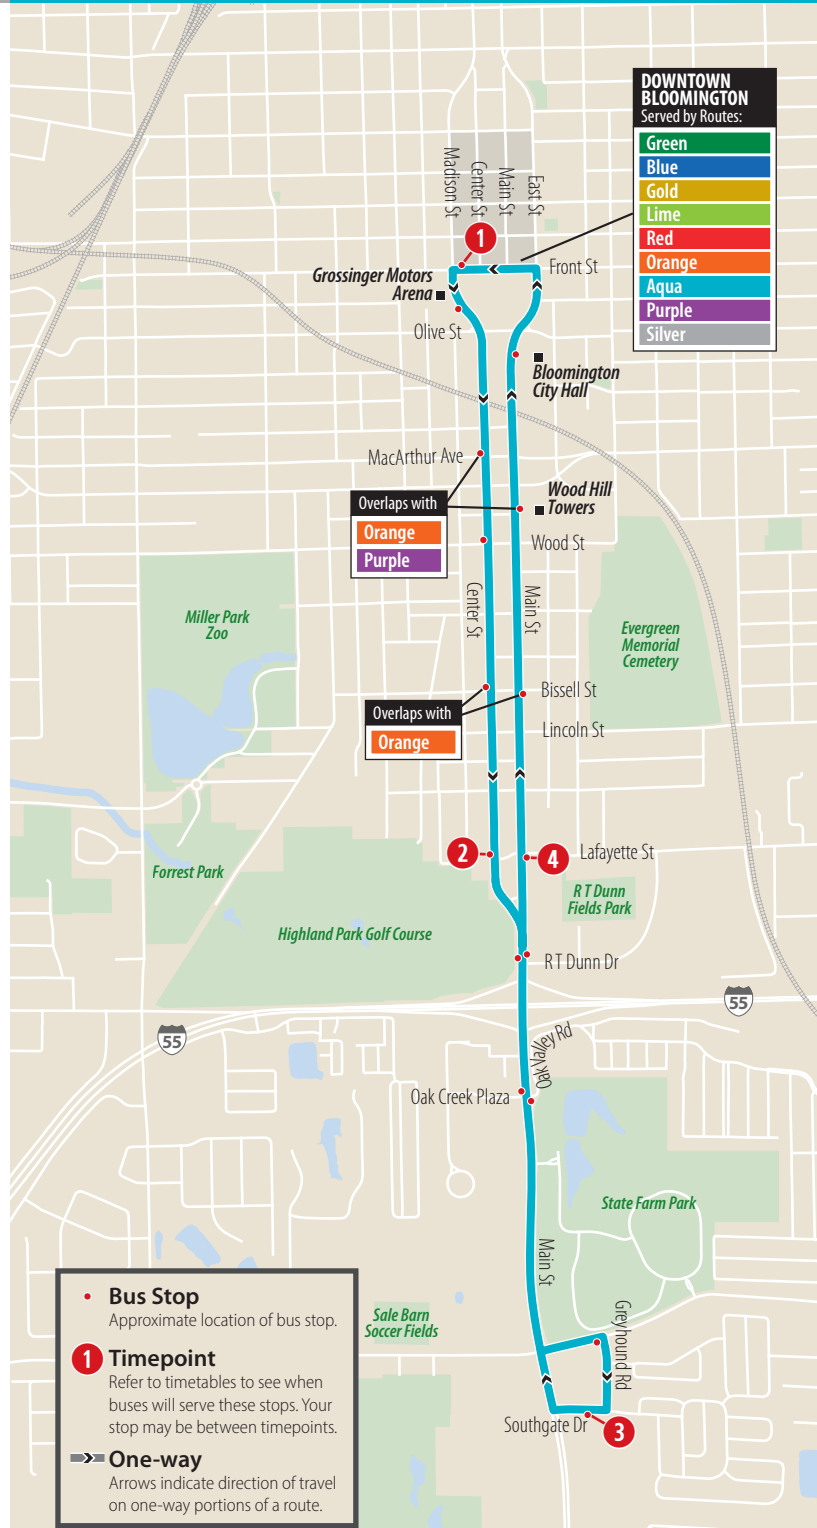 DOWNTOWN
BLOOMINGTON
Served by Routes:
Green
Blue
Gold
Lime
Red
Orange
Aqua
Purple
Silver
Madison St
Center St
Main St
East St
1
Front St
Grossinger Motors
Arena
Olive St
Bloomington
City Hall
MacArthur Ave
Overlaps with
Orange
Purple
Wood Hill
Towers
Wood St
Center St
Main St
Miller Park
Zoo
Evergreen
Memorial
Cemetery
Bissell St
Overlaps with
Orange
Lincoln St
2
4
Lafayette St
Forrest Park
R T Dunn
Fields Park
Highland Park Golf Course
R T Dunn Dr
55
55
Oak Valley Rd
Oak Creek Plaza
State Farm Park
Main St
Sale Barn
Soccer Fields
Greyhound Rd
Southgate Dr
3
Bus Stop
Approximate location of bus stop.
1 Timepoint
Refer to timetables to see when
buses will serve these stops. Your
stop may be between timepoints.
One-way
Arrows indicate direction of travel
on one-way portions of a route.